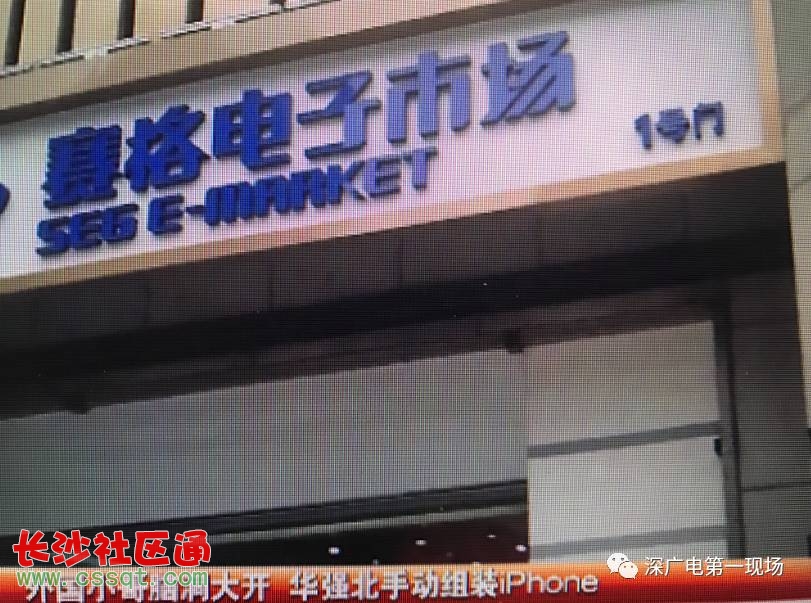 赛格电子市场
SEG E-MARKET
1号门
长沙社区通
www.cssqt.com
深广电第一现场
外国小哥脑洞大开 华强北手动组装iPhone